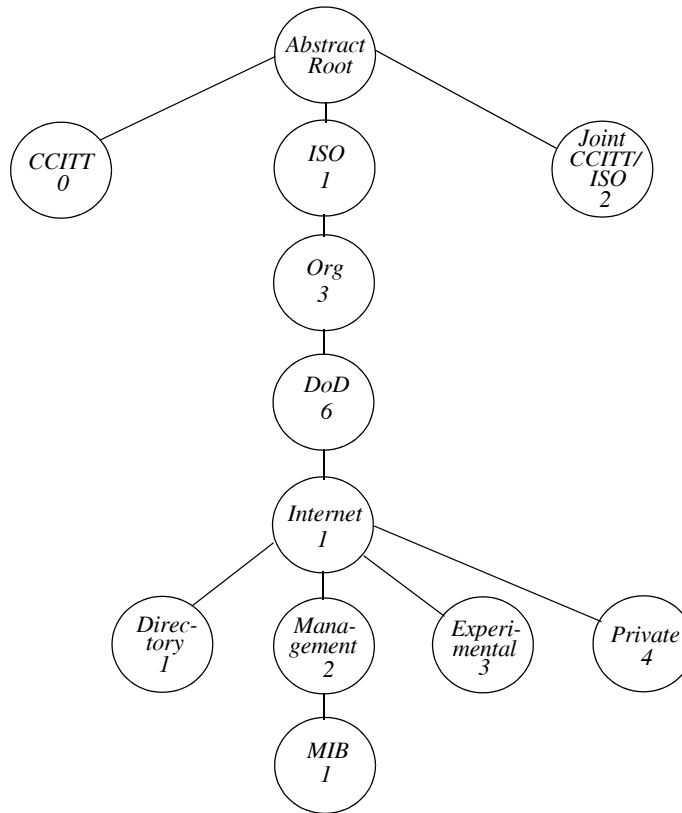 Abstract
Root
CCITT
0
ISO
1
Joint
CCITT/
ISO
2
Org
3
DoD
6
Internet
1
Direc-
tory
1
Mana-
gement
2
Experi-
mental
3
Private
4
MIB
1